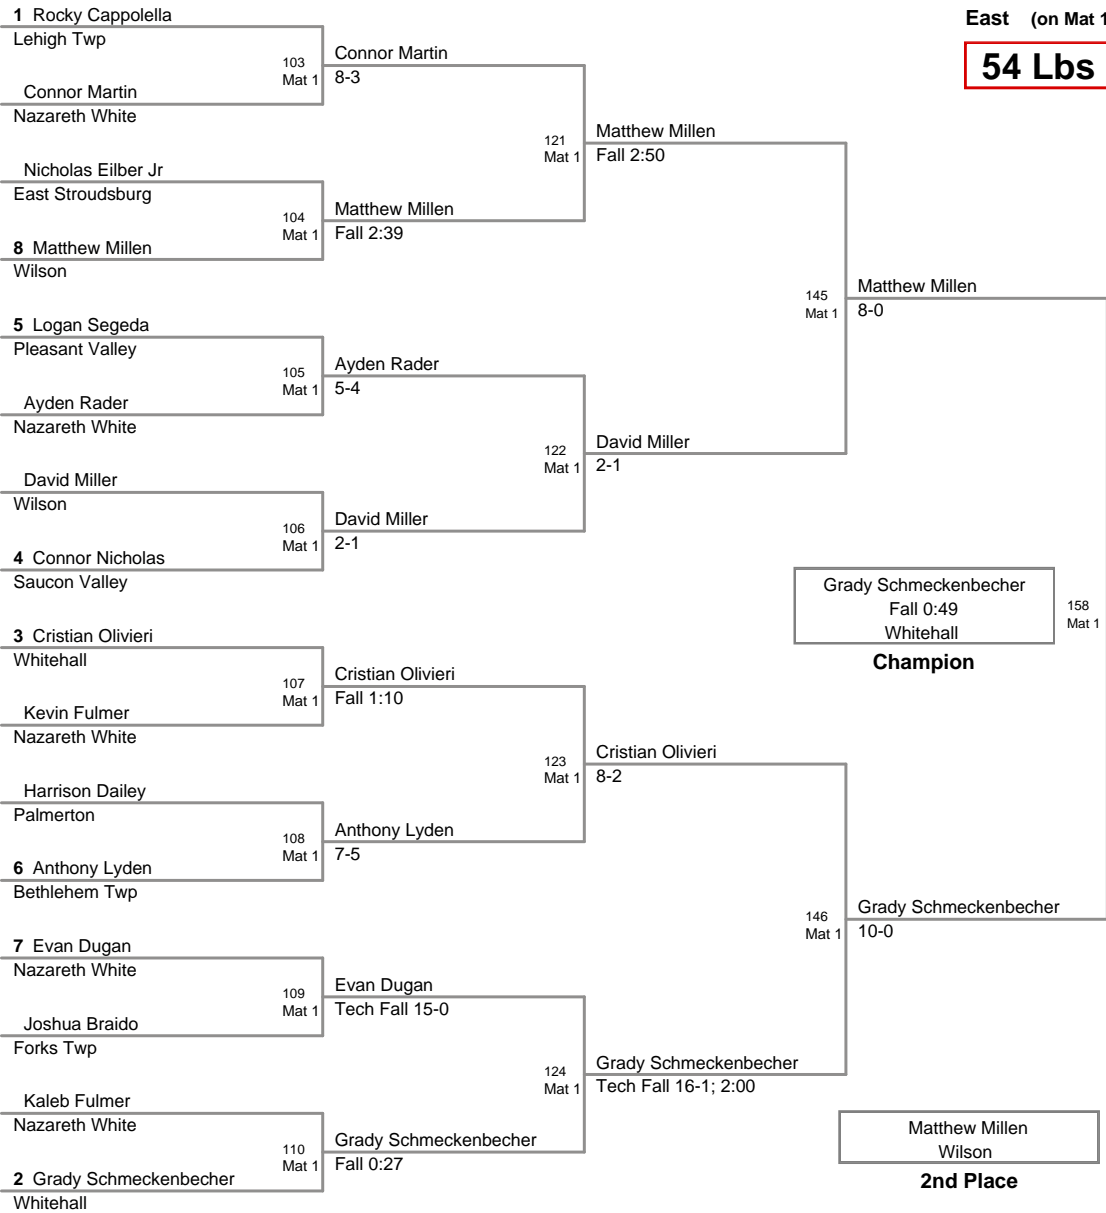 1 Rocky Cappolella
Lehigh Twp
103
Mat 1
Connor Martin
8-3
Connor Martin
Nazareth White
121
Mat 1
Matthew Millen
Fall 2:50
Nicholas Eilber Jr
East Stroudsburg
104
Mat 1
Matthew Millen
Fall 2:39
8 Matthew Millen
Wilson
145
Mat 1
Matthew Millen
8-0
5 Logan Segeda
Pleasant Valley
105
Mat 1
Ayden Rader
5-4
Ayden Rader
Nazareth White
122
Mat 1
David Miller
2-1
David Miller
Wilson
106
Mat 1
David Miller
2-1
4 Connor Nicholas
Saucon Valley
East (on Mat 1
54 Lbs
Grady Schmeckenbecher
Fall 0:49
Whitehall
Champion
158
Mat 1
3 Cristian Olivieri
Whitehall
107
Mat 1
Cristian Olivieri
Fall 1:10
Kevin Fulmer
Nazareth White
123
Mat 1
Cristian Olivieri
8-2
Harrison Dailey
Palmerton
108
Mat 1
Anthony Lyden
7-5
6 Anthony Lyden
Bethlehem Twp
146
Mat 1
Grady Schmeckenbecher
10-0
7 Evan Dugan
Nazareth White
109
Mat 1
Evan Dugan
Tech Fall 15-0
Joshua Braido
Forks Twp
124
Mat 1
Grady Schmeckenbecher
Tech Fall 16-1; 2:00
Kaleb Fulmer
Nazareth White
110
Mat 1
Grady Schmeckenbecher
Fall 0:27
2 Grady Schmeckenbecher
Whitehall
Matthew Millen
Wilson
2nd Place